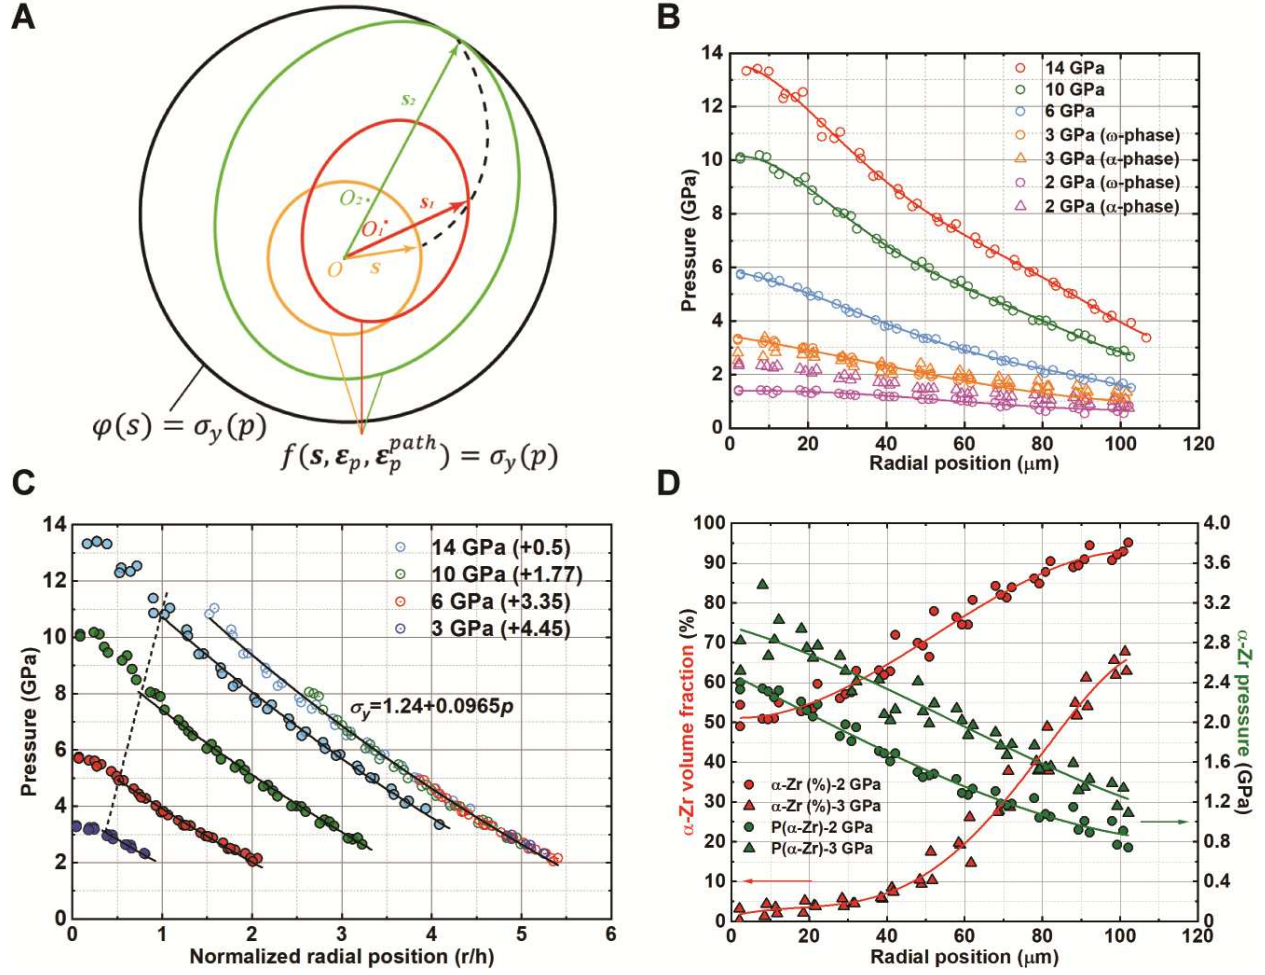 A
s₂
O₂
s₁
O₁
O
s
φ(s) = σ_y(p)
f(s, ε_p, ε_p^path) = σ_y(p)
B
14 GPa
10 GPa
6 GPa
3 GPa (ω-phase)
3 GPa (α-phase)
2 GPa (ω-phase)
2 GPa (α-phase)
Pressure (GPa)
14
12
10
8
6
4
2
0
0 20 40 60 80 100 120
Radial position (μm)
C
14 GPa (+0.5)
10 GPa (+1.77)
6 GPa (+3.35)
3 GPa (+4.45)
σ_y=1.24+0.0965p
Pressure (GPa)
14
12
10
8
6
4
2
0
0 1 2 3 4 5 6
Normalized radial position (r/h)
D
α-Zr volume fraction (%)
100
90
80
70
60
50
40
30
20
10
0
α-Zr (%)-2 GPa
α-Zr (%)-3 GPa
P(α-Zr)-2 GPa
P(α-Zr)-3 GPa
4.0
3.6
3.2
2.8
2.4
2.0
1.6
1.2
0.8
0.4
0
α-Zr pressure (GPa)
0 20 40 60 80 100 120
Radial position (μm)